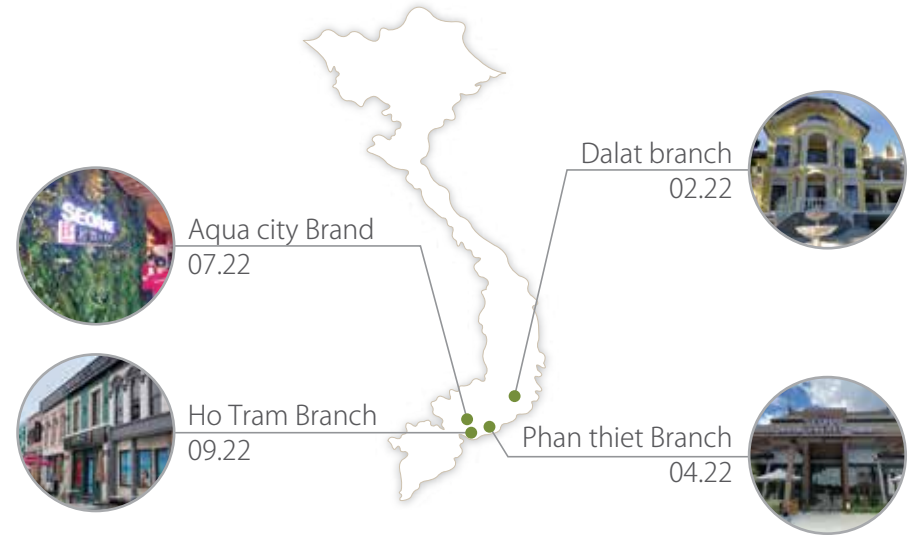 Dalat branch
02.22
SEOUL
Aqua city Brand
07.22
Ho Tram Branch
09.22
Phan thiet Branch
04.22